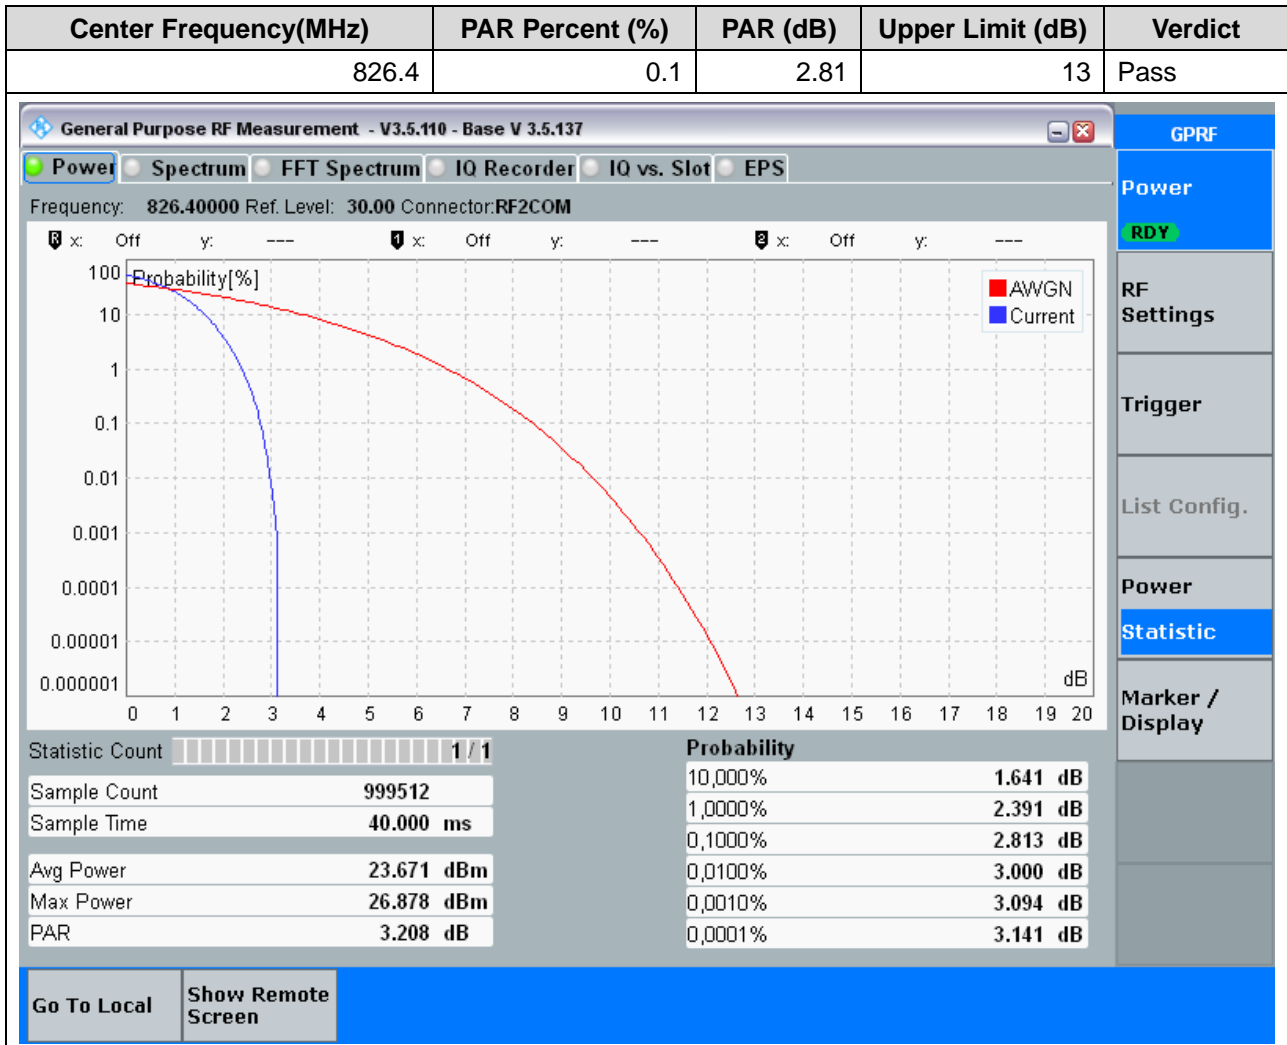 Center Frequency(MHz) PAR Percent (%) PAR (dB) Upper Limit (dB) Verdict
826.4 0.1 2.81 13 Pass
General Purpose RF Measurement - V3.5.110 - Base V 3.5.137
GPRF
Power Spectrum FFT Spectrum IQ Recorder IQ vs. Slot EPS
Frequency: 826.40000 Ref. Level: 30.00 Connector:RF2COM
R x: Off y: --- 1 x: Off y: --- 2 x: Off y: ---
Probability[%]
AWGN
Current
100
10
1
0.1
0.01
0.001
0.0001
0.00001
0.000001
dB
0 1 2 3 4 5 6 7 8 9 10 11 12 13 14 15 16 17 18 19 20
Statistic Count 1 / 1
Sample Count 999512
Sample Time 40.000 ms
Avg Power 23.671 dBm
Max Power 26.878 dBm
PAR 3.208 dB
Probability
10,000% 1.641 dB
1,0000% 2.391 dB
0,1000% 2.813 dB
0,0100% 3.000 dB
0,0010% 3.094 dB
0,0001% 3.141 dB
Power
RDY
RF
Settings
Trigger
List Config.
Power
Statistic
Marker /
Display
Go To Local
Show Remote
Screen